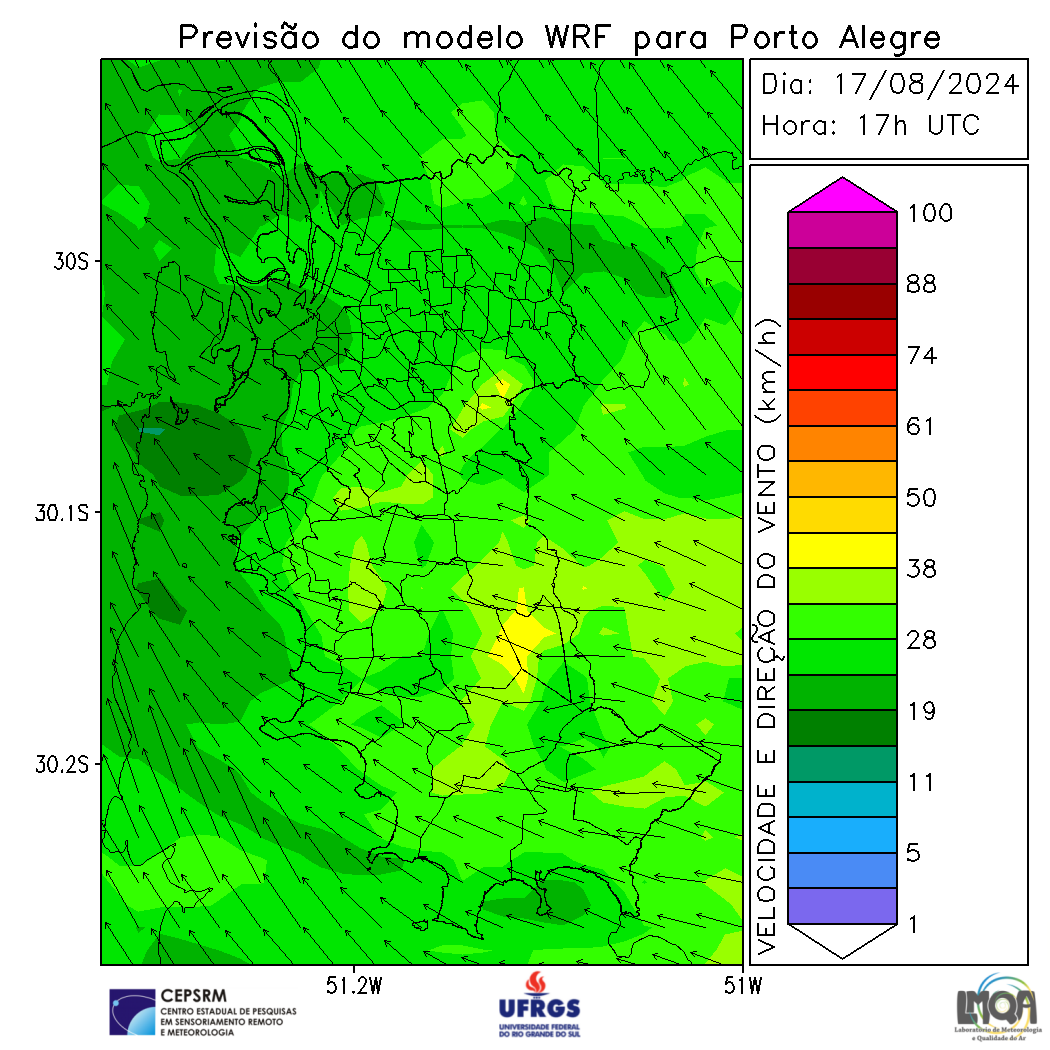 Previsão do modelo WRF para Porto Alegre
Dia: 17/08/2024
Hora: 17h UTC
30S
30.1S
30.2S
51.2W
51W
VELOCIDADE E DIREÇÃO DO VENTO (km/h)
100
88
74
61
50
38
28
19
11
5
1
CEPSRM
CENTRO ESTADUAL DE PESQUISAS
EM SENSORIAMENTO REMOTO
E METEOROLOGIA
UFRGS
UNIVERSIDADE FEDERAL
DO RIO GRANDE DO SUL
LMQA
Laboratório de Meteorologia
e Qualidade do Ar